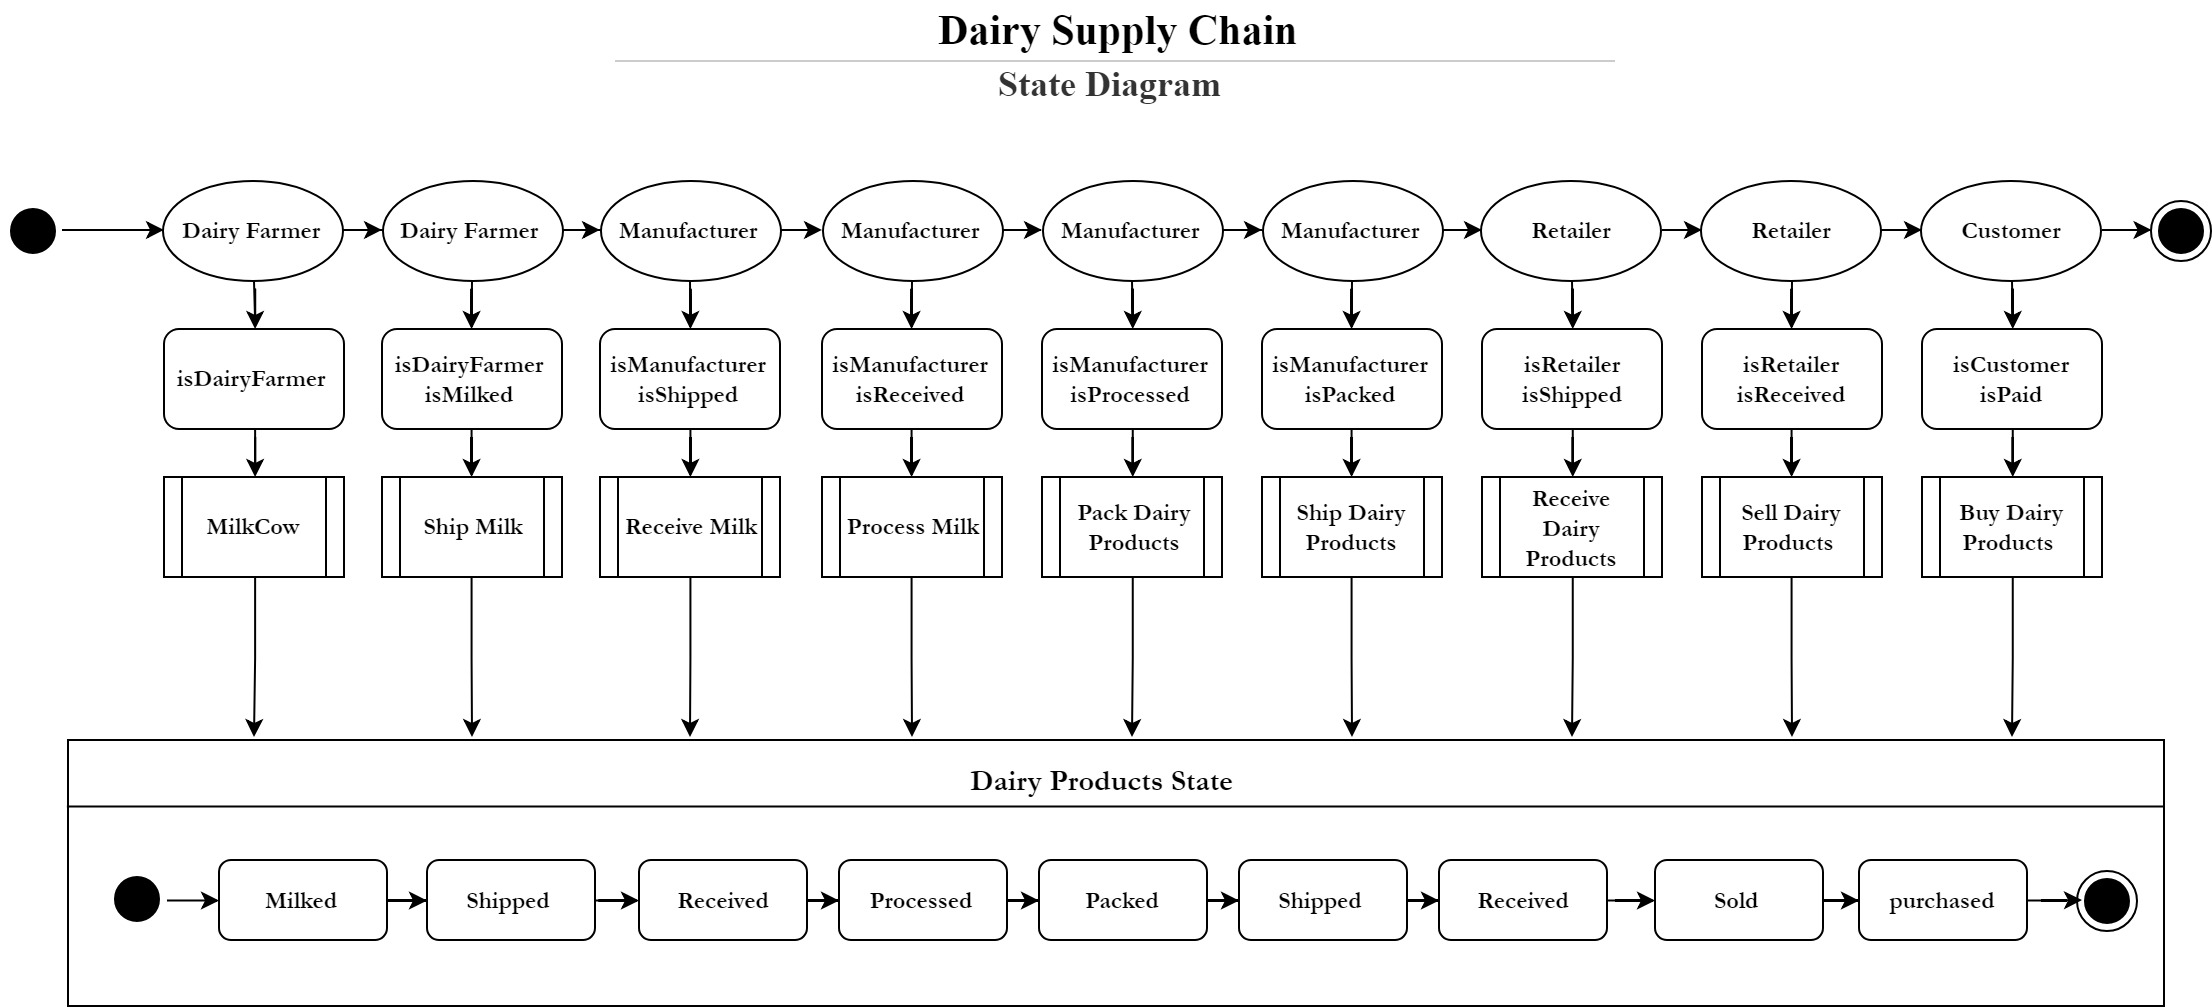 Dairy Supply Chain
State Diagram
Dairy Farmer
Dairy Farmer
Manufacturer
Manufacturer
Manufacturer
Manufacturer
Retailer
Retailer
Customer
isDairyFarmer
isDairyFarmer
isMilked
isManufacturer
isShipped
isManufacturer
isReceived
isManufacturer
isProcessed
isManufacturer
isPacked
isRetailer
isShipped
isRetailer
isReceived
isCustomer
isPaid
MilkCow
Ship Milk
Receive Milk
Process Milk
Pack Dairy
Products
Ship Dairy
Products
Receive
Dairy
Products
Sell Dairy
Products
Buy Dairy
Products
Dairy Products State
Milked
Shipped
Received
Processed
Packed
Shipped
Received
Sold
purchased